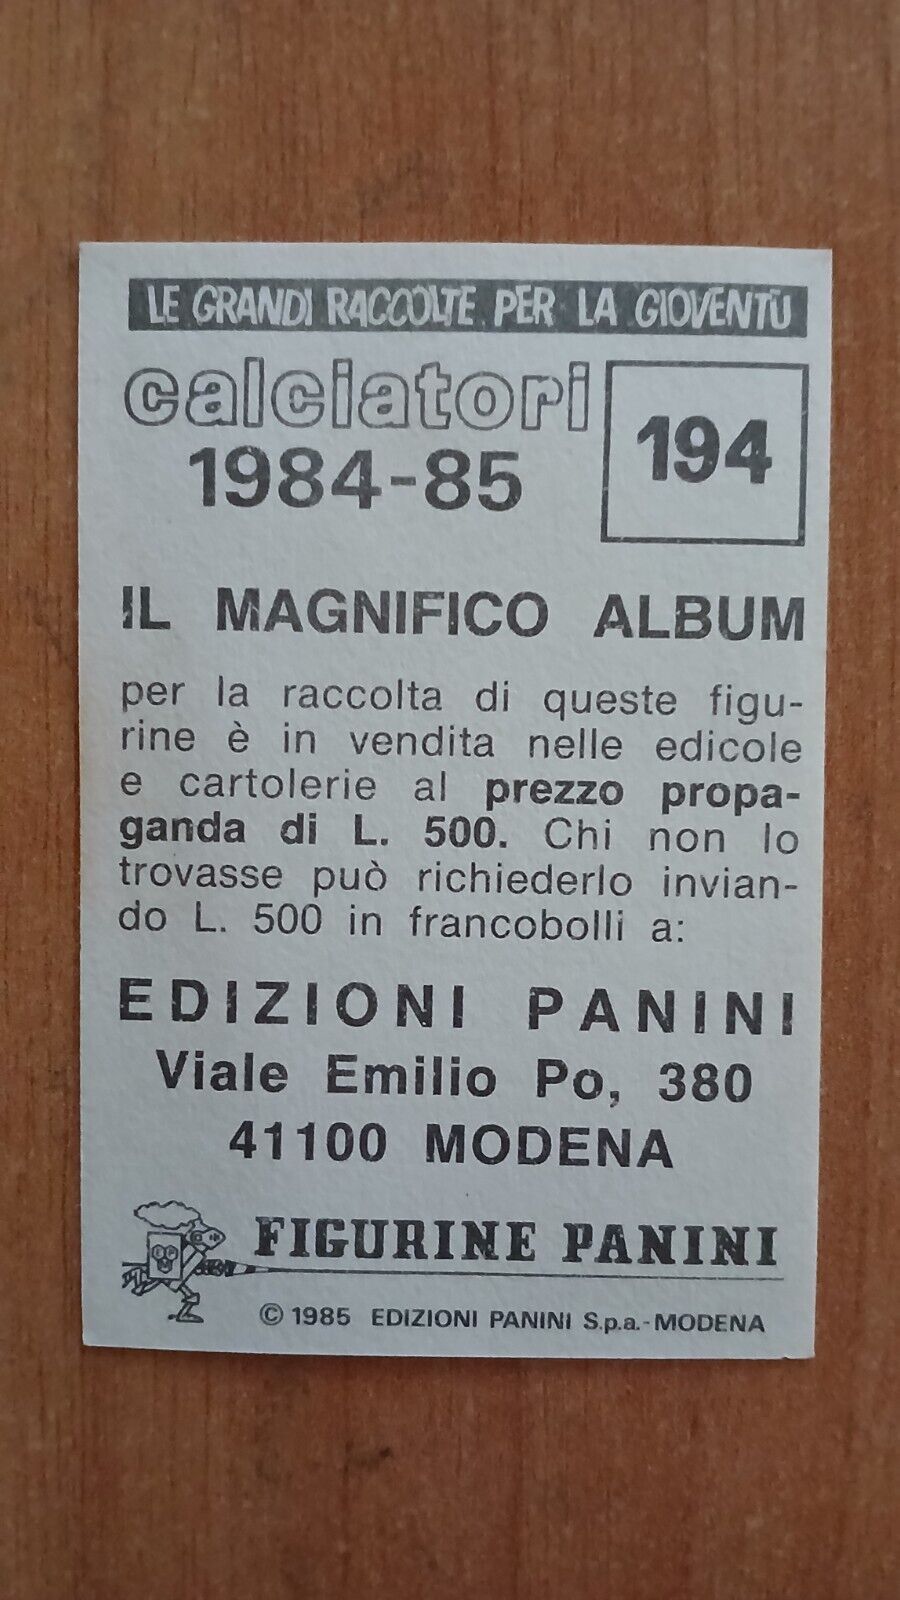 LE GRANDI RACCOLTE PER LA GIOVENTÙ
calciatori
1984-85
194
IL MAGNIFICO ALBUM
per la raccolta di queste figu-
rine è in vendita nelle edicole
e cartolerie al prezzo propa-
ganda di L. 500. Chi non lo
trovasse può richiederlo invian-
do L. 500 in francobolli a:
EDIZIONI PANINI
Viale Emilio Po, 380
41100 MODENA
FIGURINE PANINI
© 1985 EDIZIONI PANINI S.p.a.-MODENA